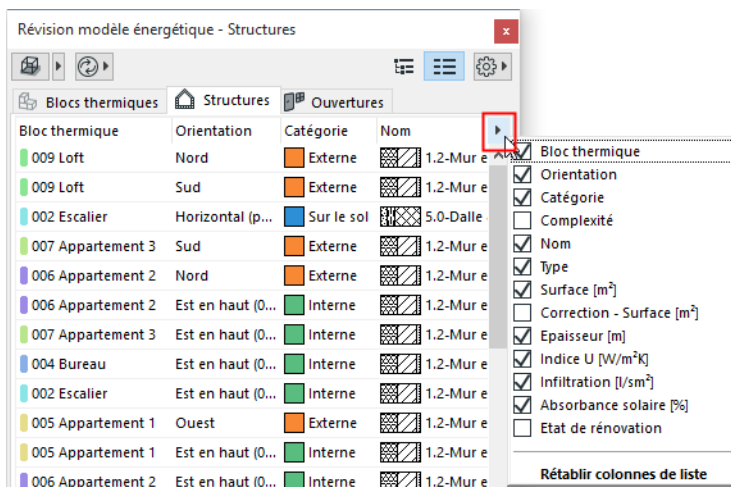 Révision modèle énergétique - Structures
x
Blocs thermiques Structures Ouvertures
Bloc thermique Orientation Catégorie Nom
009 Loft Nord Externe 1.2-Mur e
009 Loft Sud Externe 1.2-Mur e
002 Escalier Horizontal (p... Sur le sol 5.0-Dalle
007 Appartement 3 Sud Externe 1.2-Mur e
006 Appartement 2 Nord Externe 1.2-Mur e
006 Appartement 2 Est en haut (0... Interne 1.2-Mur e
007 Appartement 3 Est en haut (0... Interne 1.2-Mur e
004 Bureau Est en haut (0... Interne 1.2-Mur e
002 Escalier Est en haut (0... Interne 1.2-Mur e
005 Appartement 1 Ouest Externe 1.2-Mur e
005 Appartement 1 Est en haut (0... Interne 1.2-Mur e
006 Appartement 2 Est en haut (0... Interne 1.2-Mur e
Bloc thermique
Orientation
Catégorie
Complexité
Nom
Type
Surface [m²]
Correction - Surface [m²]
Epaisseur [m]
Indice U [W/m²K]
Infiltration [l/sm²]
Absorbance solaire [%]
Etat de rénovation
Rétablir colonnes de liste